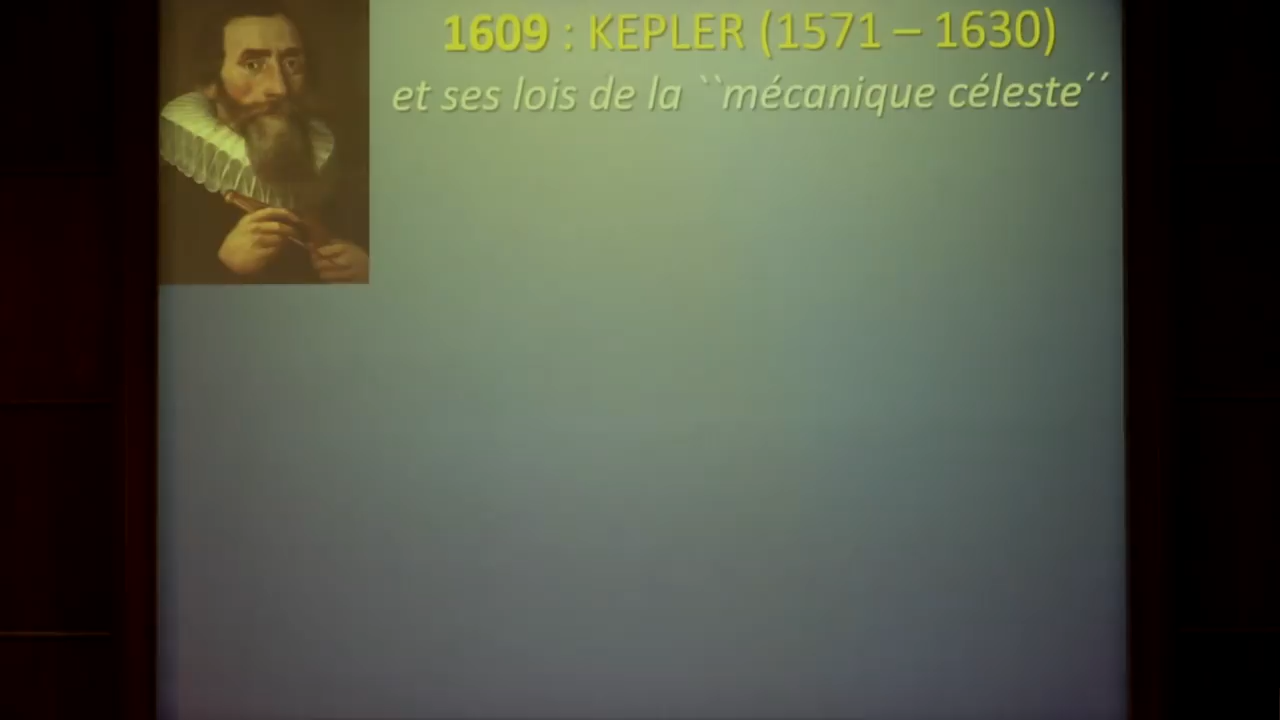 1609 : KEPLER (1571 – 1630)
et ses lois de la ``mécanique céleste´´